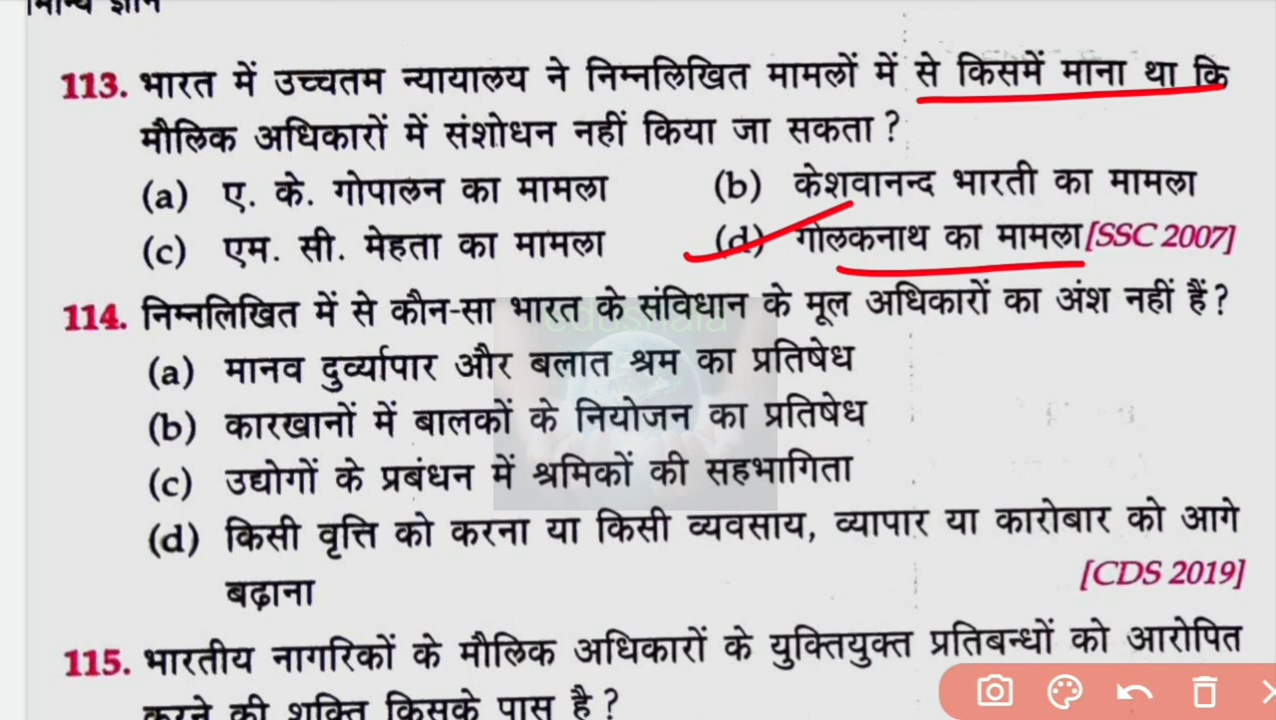 113. भारत में उच्चतम न्यायालय ने निम्नलिखित मामलों में से किसमें माना था कि
मौलिक अधिकारों में संशोधन नहीं किया जा सकता ?
(a) ए. के. गोपालन का मामला (b) केशवानन्द भारती का मामला
(c) एम. सी. मेहता का मामला (d) गोलकनाथ का मामला [SSC 2007]
114. निम्नलिखित में से कौन-सा भारत के संविधान के मूल अधिकारों का अंश नहीं हैं ?
(a) मानव दुर्व्यापार और बलात श्रम का प्रतिषेध
(b) कारखानों में बालकों के नियोजन का प्रतिषेध
(c) उद्योगों के प्रबंधन में श्रमिकों की सहभागिता
(d) किसी वृत्ति को करना या किसी व्यवसाय, व्यापार या कारोबार को आगे
बढ़ाना [CDS 2019]
115. भारतीय नागरिकों के मौलिक अधिकारों के युक्तियुक्त प्रतिबन्धों को आरोपित
करने की शक्ति किसके पास है ?